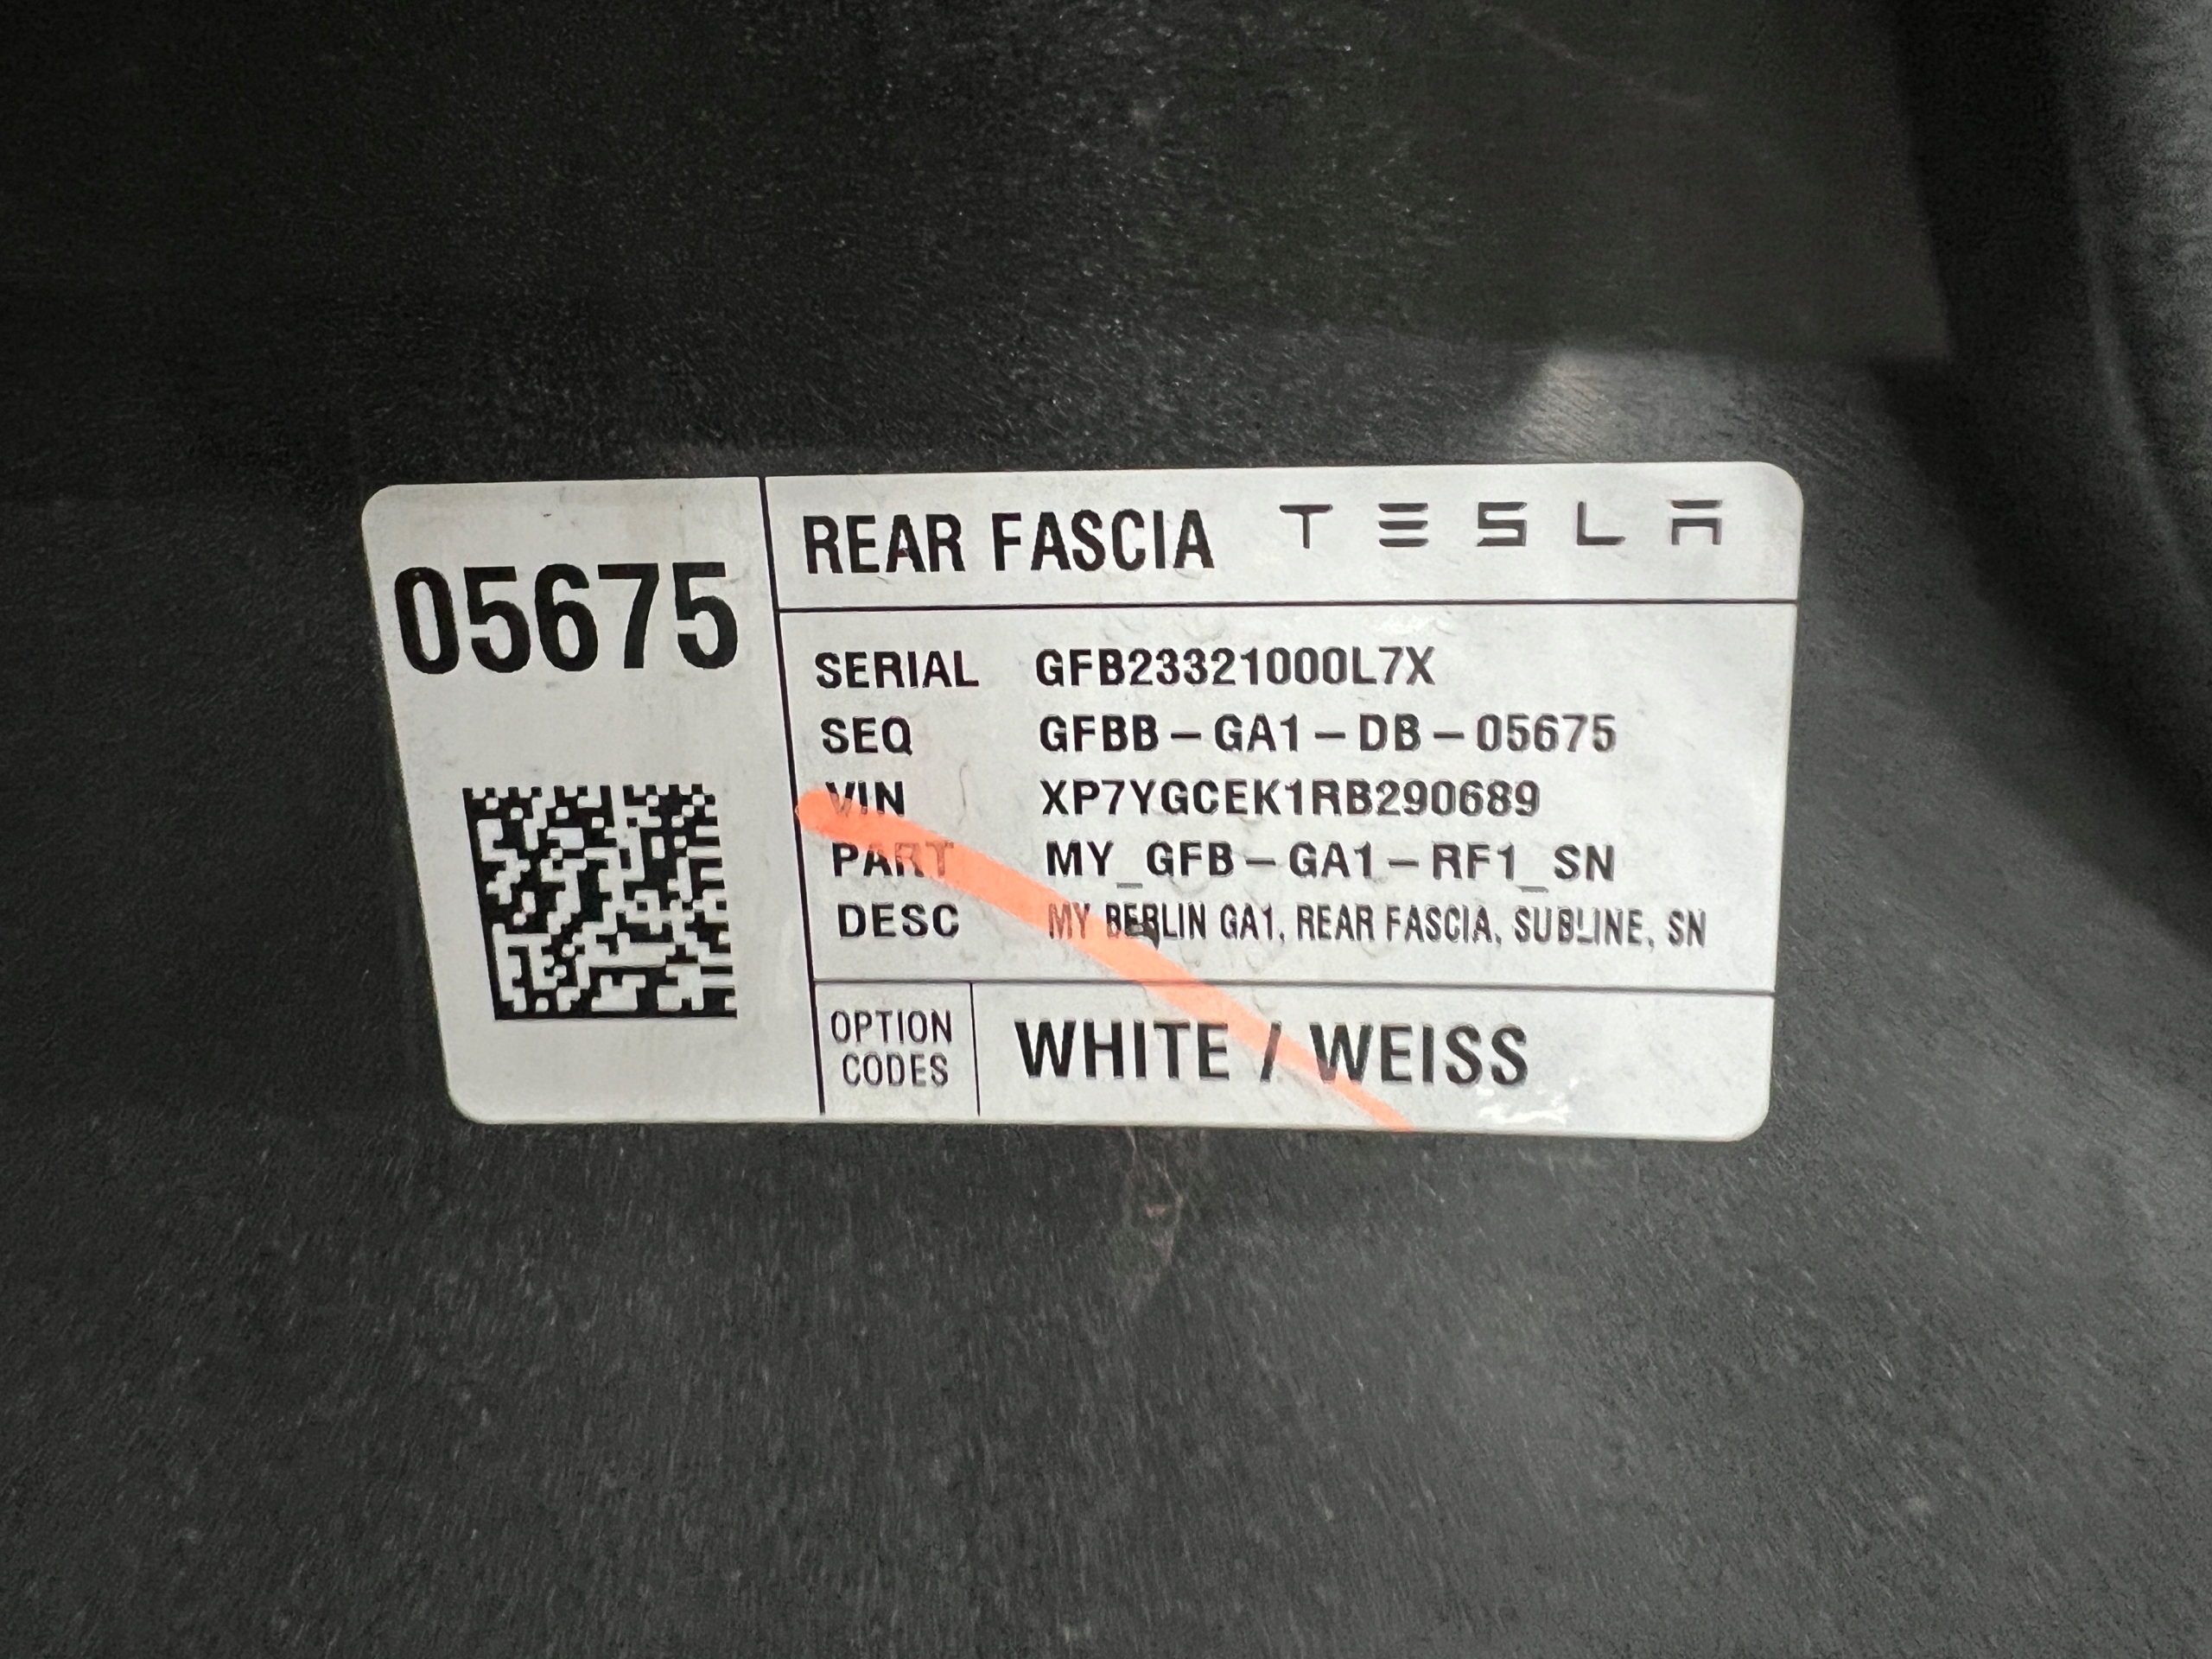 05675
REAR FASCIA TESLA
SERIAL GFB23321000L7X
SEQ GFBB-GA1-DB-05675
VIN XP7YGCEK1RB290689
PART MY_GFB-GA1-RF1_SN
DESC MY BERLIN GA1, REAR FASCIA, SUBLINE, SN
OPTION CODES WHITE / WEISS